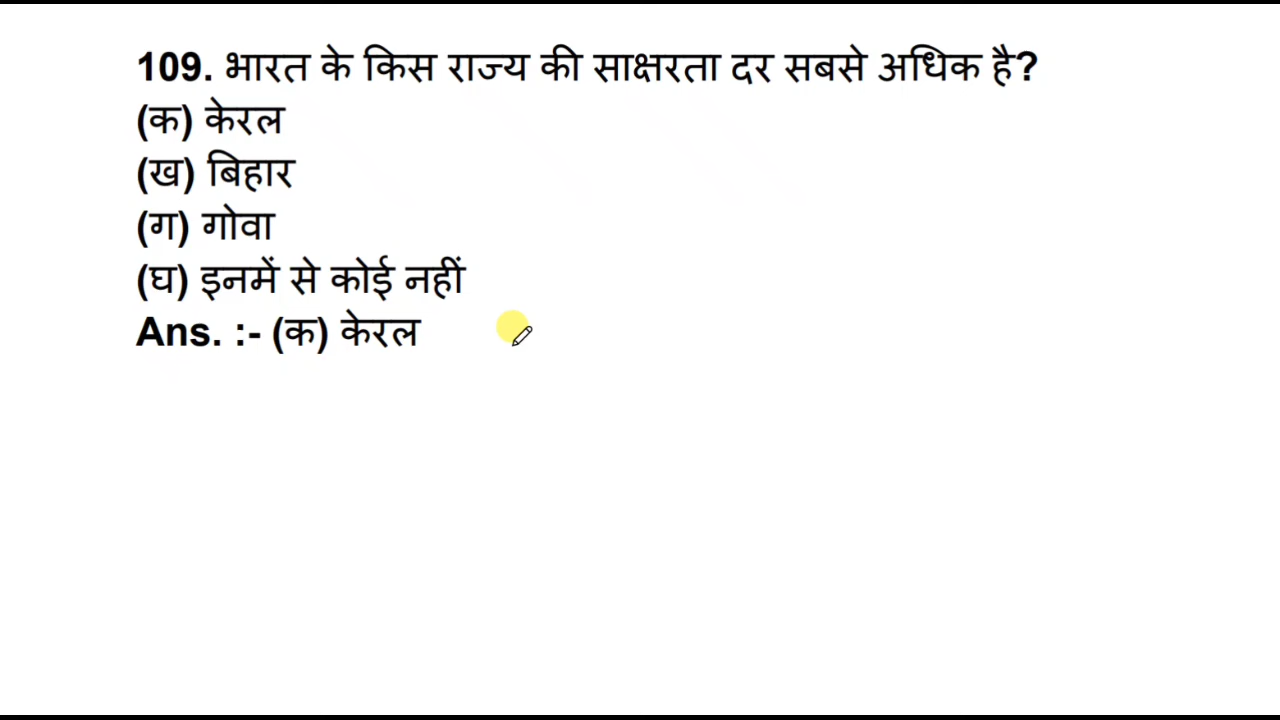 109. भारत के किस राज्य की साक्षरता दर सबसे अधिक है?
(क) केरल
(ख) बिहार
(ग) गोवा
(घ) इनमें से कोई नहीं
Ans. :- (क) केरल